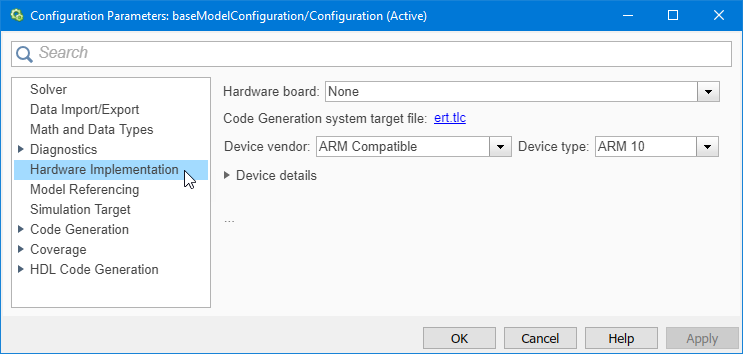 Configuration Parameters: baseModelConfiguration/Configuration (Active)
Search
Solver
Data Import/Export
Math and Data Types
Diagnostics
Hardware Implementation
Model Referencing
Simulation Target
Code Generation
Coverage
HDL Code Generation
Hardware board: None
Code Generation system target file: ert.tlc
Device vendor: ARM Compatible Device type: ARM 10
Device details
...
OK Cancel Help Apply